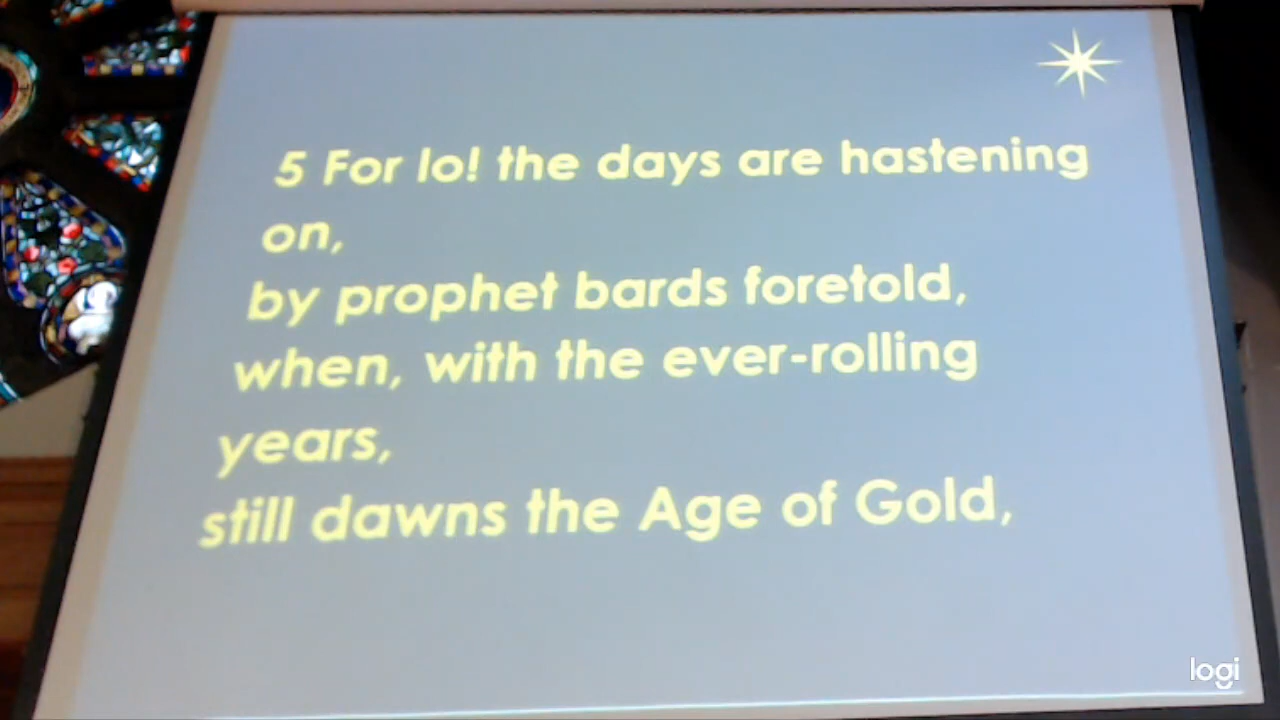 5 For lo! the days are hastening
on,
by prophet bards foretold,
when, with the ever-rolling
years,
still dawns the Age of Gold,
logi